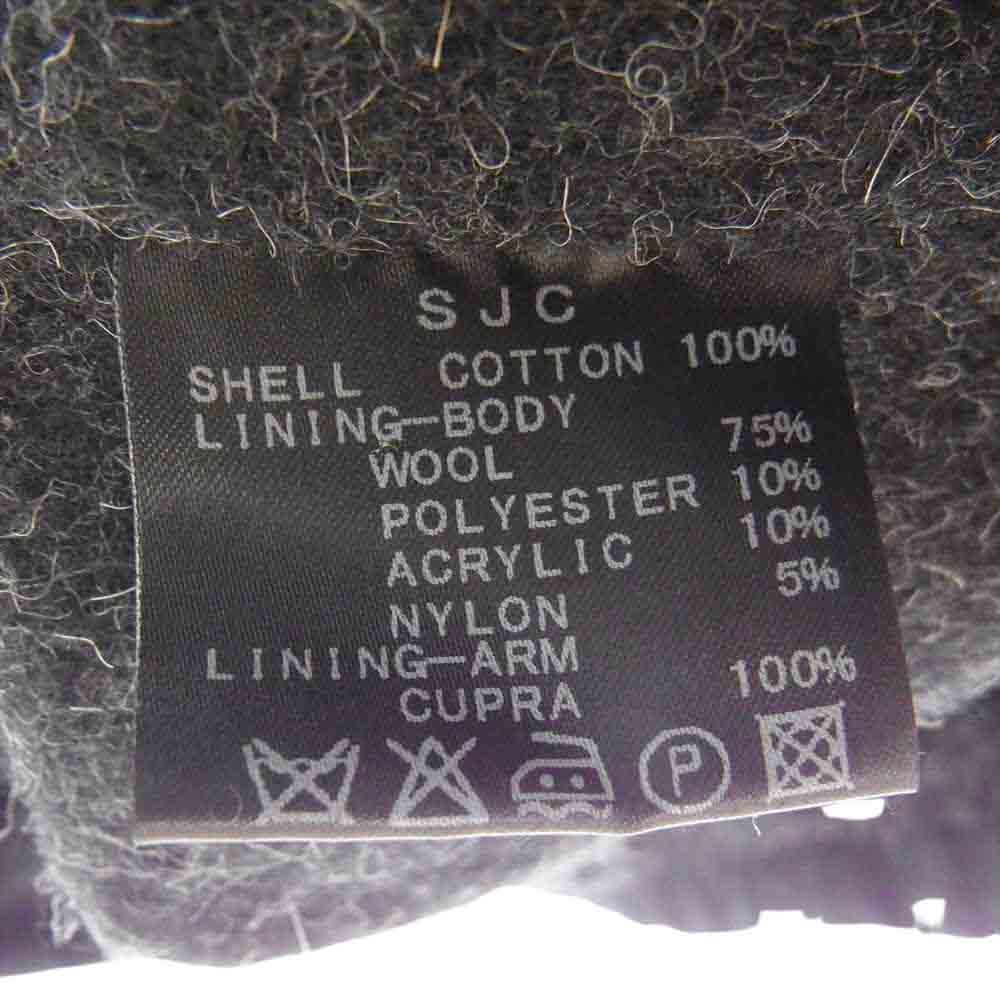 SJC
SHELL COTTON 100%
LINING-BODY
WOOL 75%
POLYESTER 10%
ACRYLIC 10%
NYLON 5%
LINING-ARM
CUPRA 100%
P